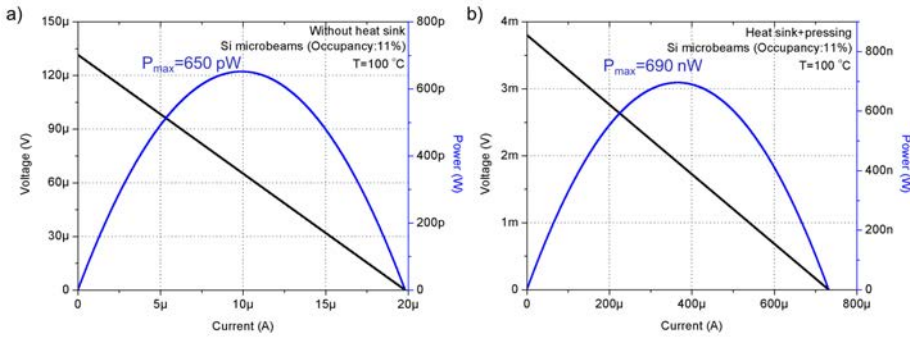 a)
Without heat sink
Si microbeams (Occupancy:11%)
T=100 °C
Pmax=650 pW
150µ
120µ
90µ
60µ
30µ
0
Voltage (V)
800p
600p
400p
200p
0
Power (W)
0
5µ
10µ
15µ
20µ
Current (A)
b)
Heat sink+pressing
Si microbeams (Occupancy:11%)
T=100 °C
Pmax=690 nW
4m
3m
2m
1m
0
Voltage (V)
800n
600n
400n
200n
0
Power (W)
0
200µ
400µ
600µ
800µ
Current (A)